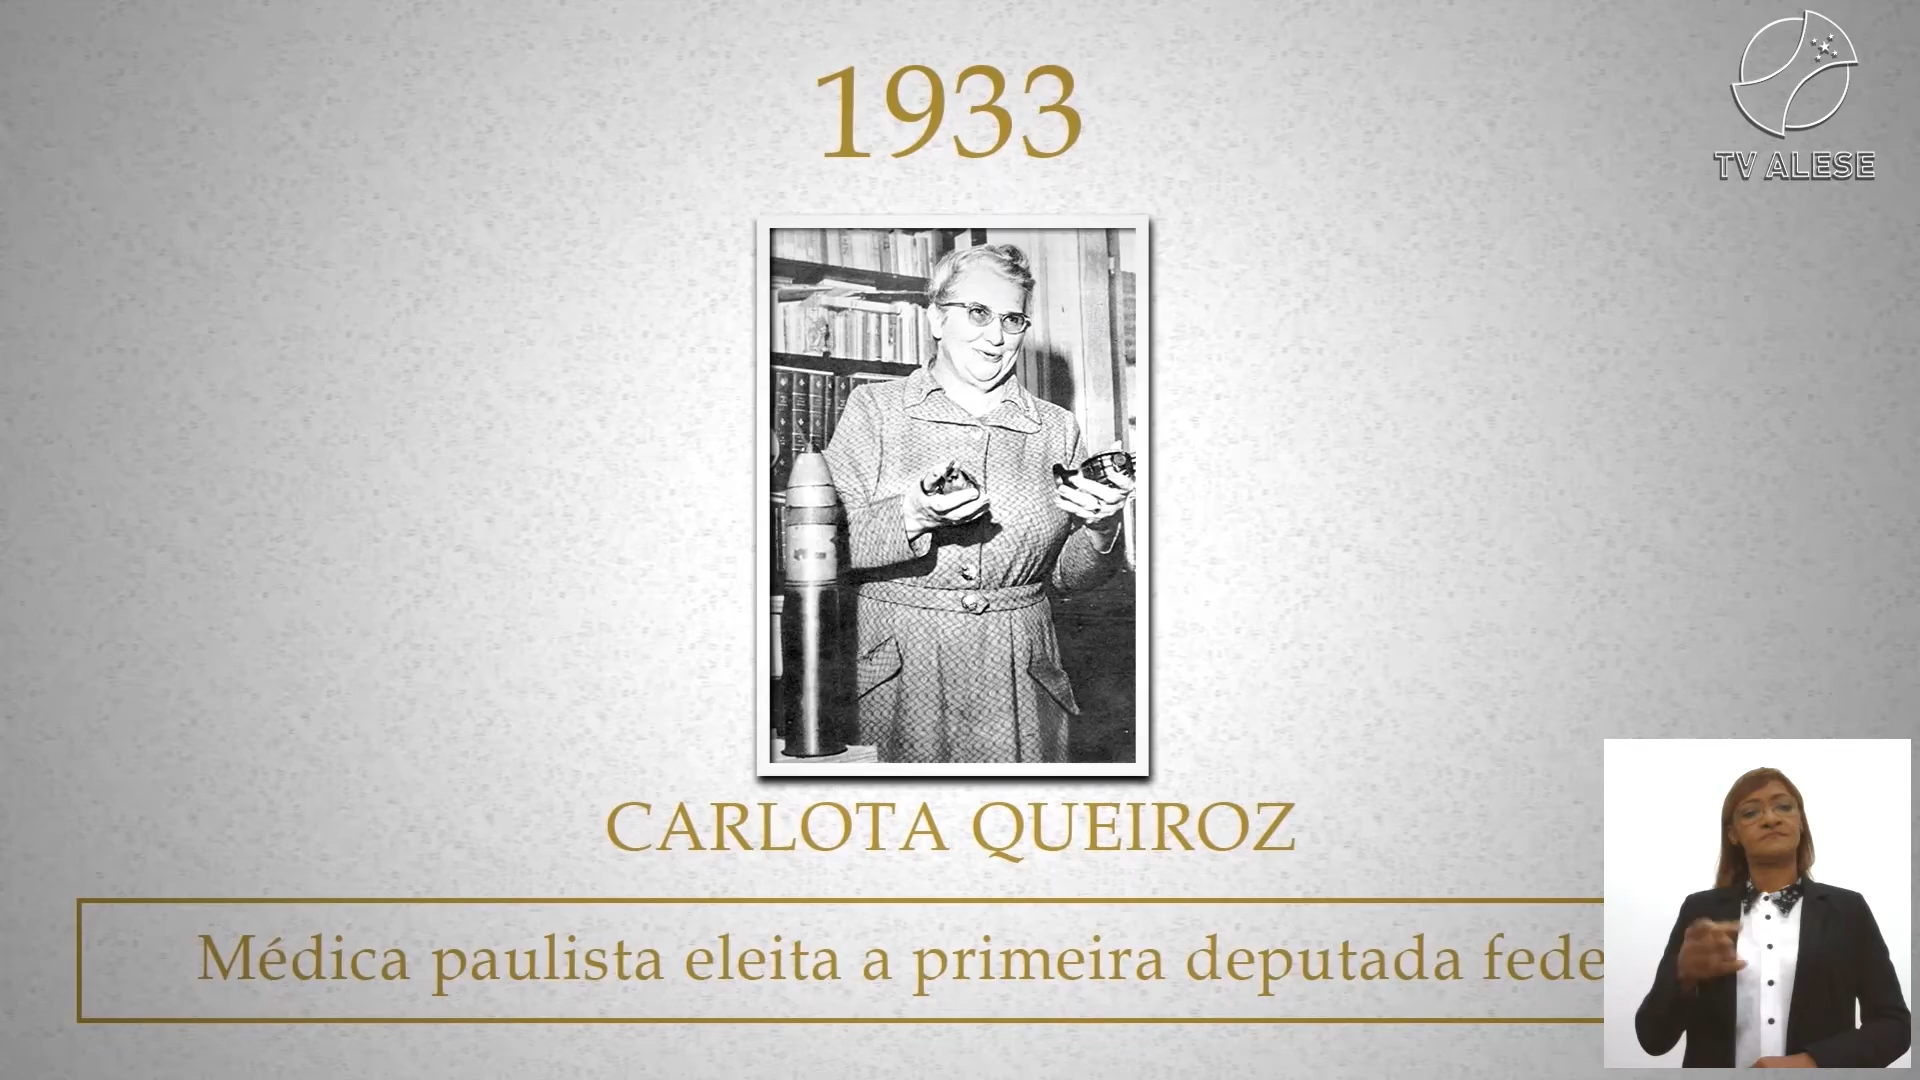 1933
TV ALESE
CARLOTA QUEIROZ
Médica paulista eleita a primeira deputada fede